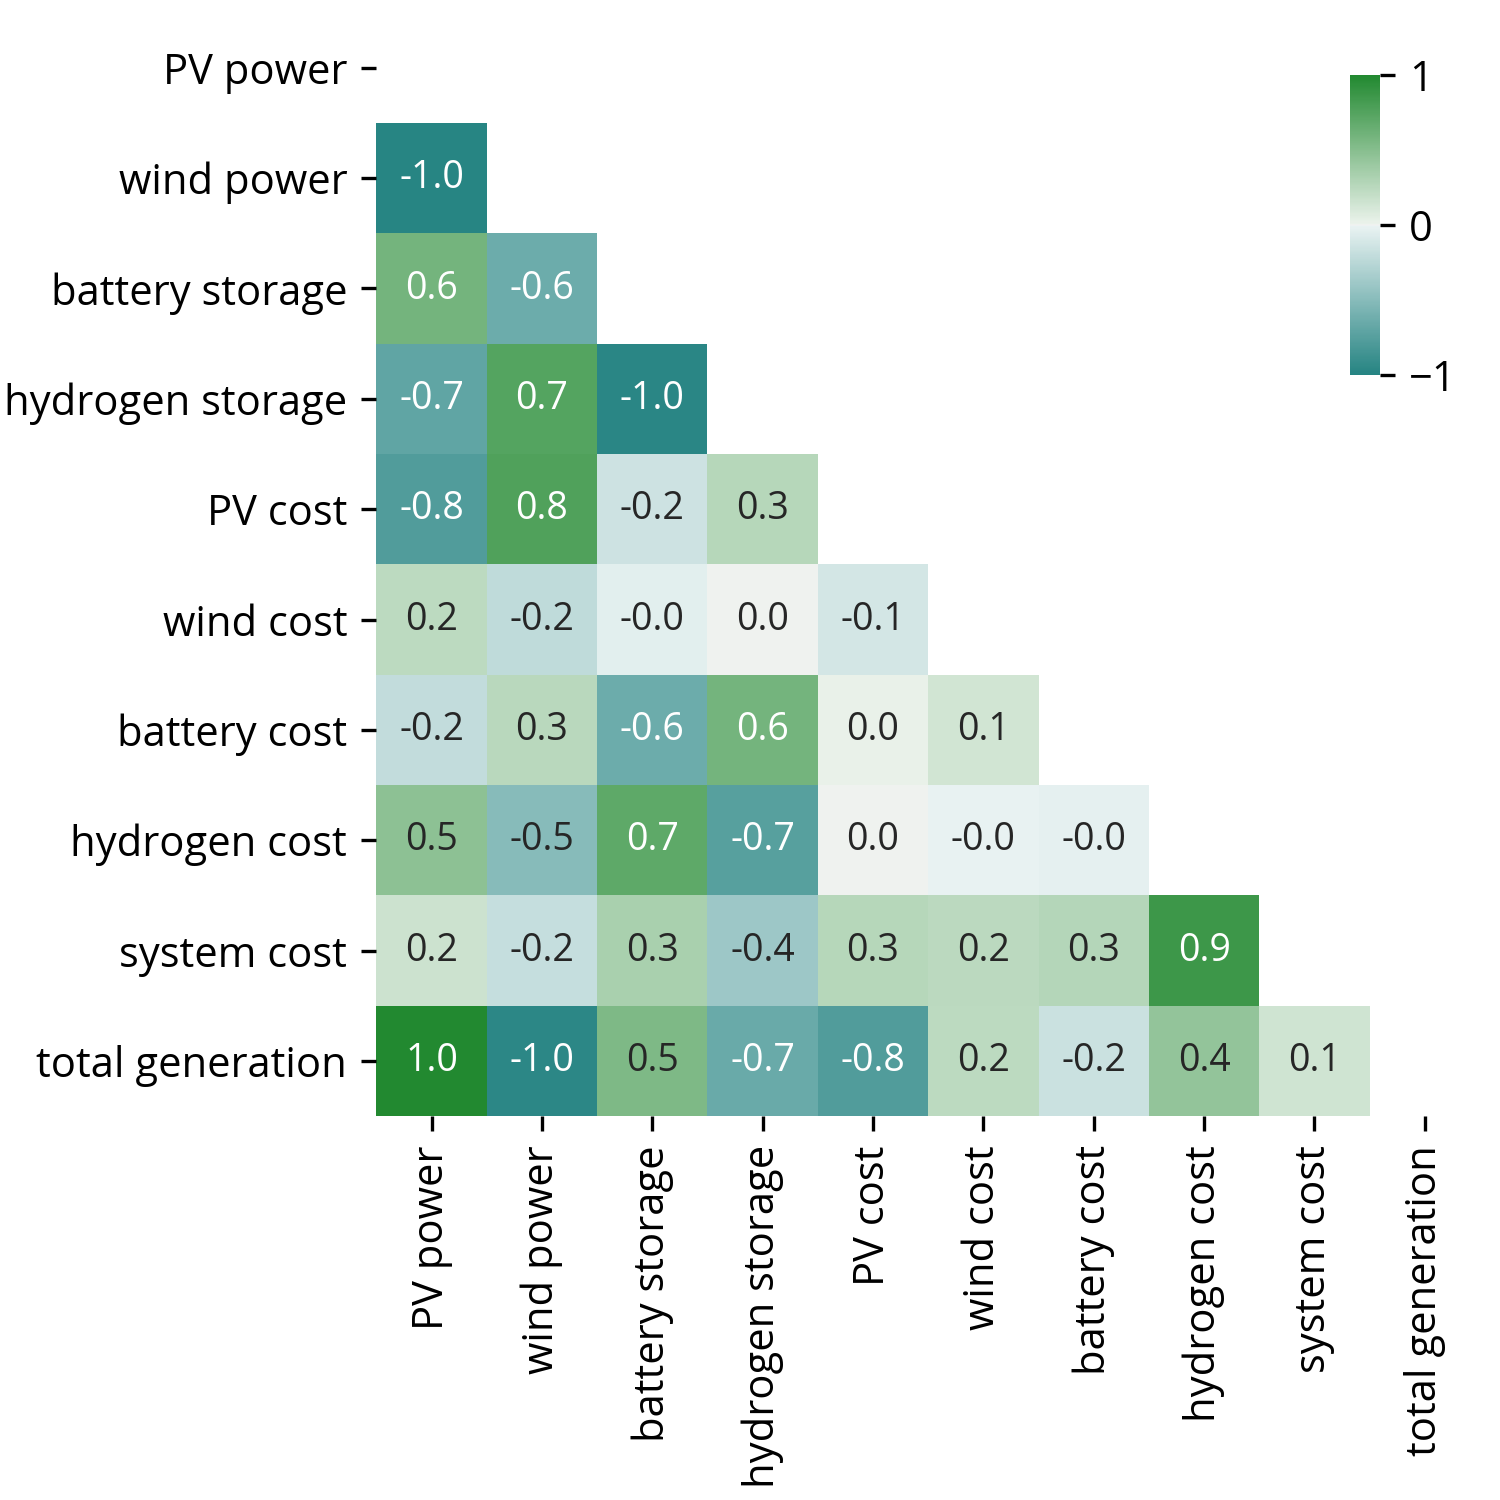 PV power
1
wind power -1.0
0
battery storage 0.6 -0.6
−1
hydrogen storage -0.7 0.7 -1.0
PV cost -0.8 0.8 -0.2 0.3
wind cost 0.2 -0.2 -0.0 0.0 -0.1
battery cost -0.2 0.3 -0.6 0.6 0.0 0.1
hydrogen cost 0.5 -0.5 0.7 -0.7 0.0 -0.0 -0.0
system cost 0.2 -0.2 0.3 -0.4 0.3 0.2 0.3 0.9
total generation 1.0 -1.0 0.5 -0.7 -0.8 0.2 -0.2 0.4 0.1
PV power
wind power
battery storage
hydrogen storage
PV cost
wind cost
battery cost
hydrogen cost
system cost
total generation